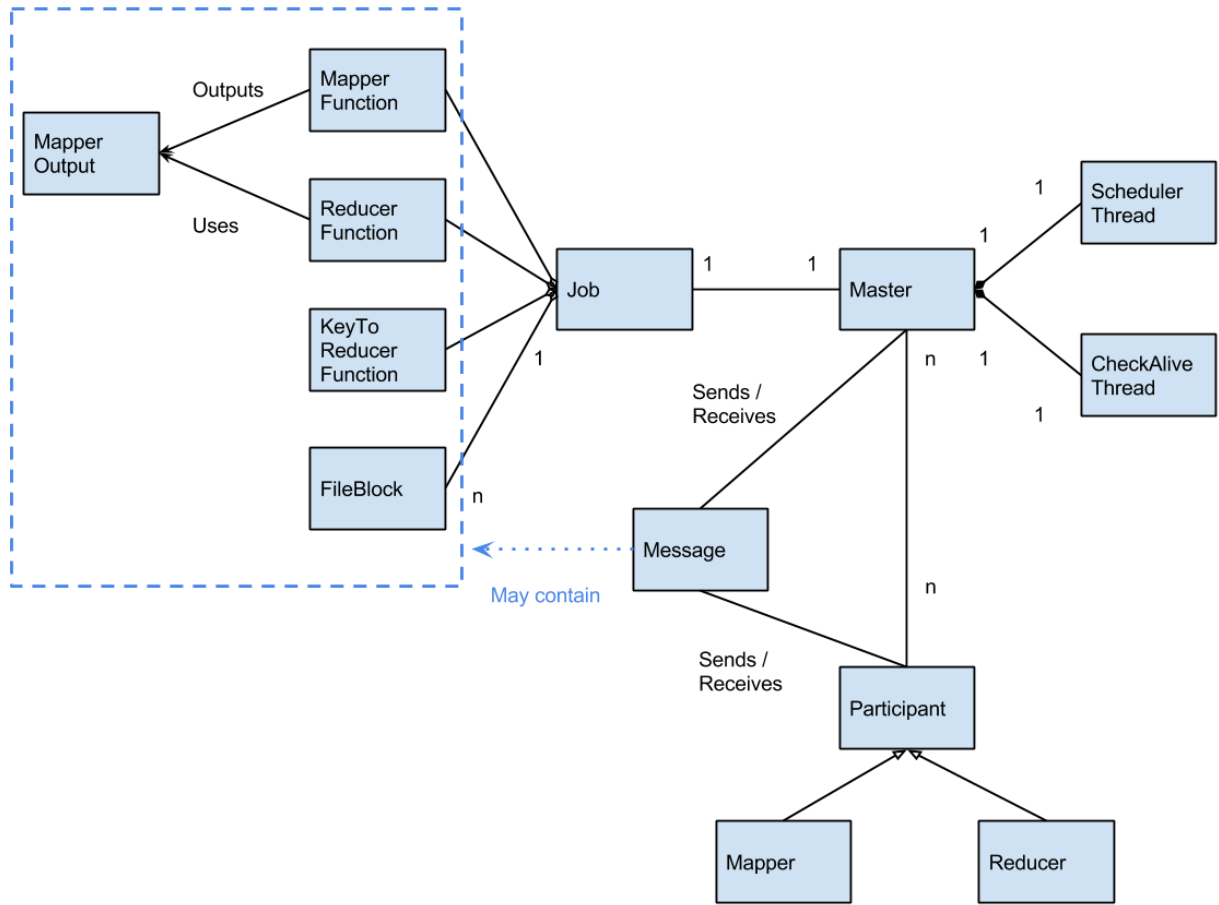 Mapper
Function
Outputs
Mapper
Output
Reducer
Function
Uses
KeyTo
Reducer
Function
FileBlock
1
n
Job
1
1
Master
1
1
Scheduler
Thread
1
1
CheckAlive
Thread
n
n
Sends /
Receives
Message
May contain
Sends /
Receives
Participant
Mapper
Reducer